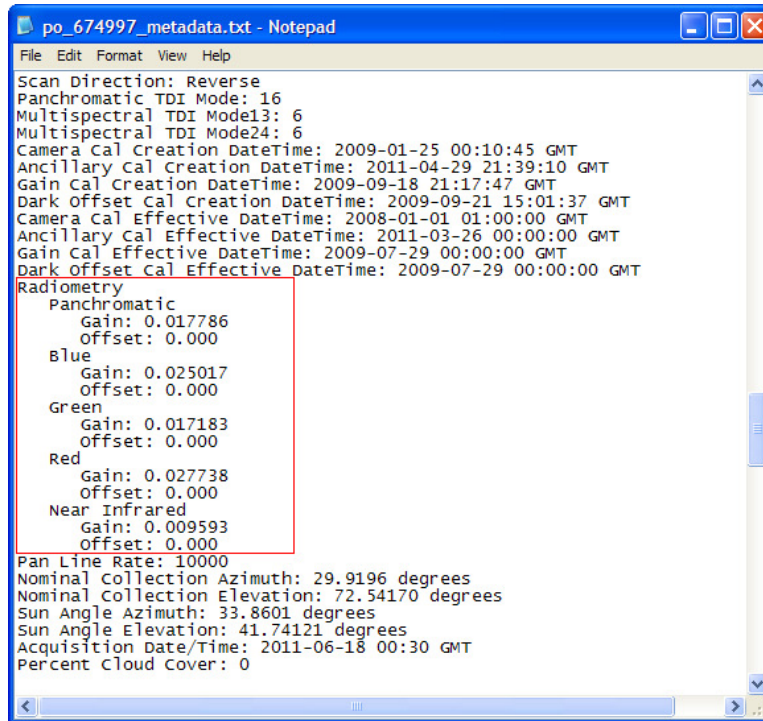 po_674997_metadata.txt - Notepad
File Edit Format View Help
Scan Direction: Reverse
Panchromatic TDI Mode: 16
Multispectral TDI Mode13: 6
Multispectral TDI Mode24: 6
Camera Cal Creation DateTime: 2009-01-25 00:10:45 GMT
Ancillary Cal Creation DateTime: 2011-04-29 21:39:10 GMT
Gain Cal Creation DateTime: 2009-09-18 21:17:47 GMT
Dark Offset Cal Creation DateTime: 2009-09-21 15:01:37 GMT
Camera Cal Effective DateTime: 2008-01-01 01:00:00 GMT
Ancillary Cal Effective DateTime: 2011-03-26 00:00:00 GMT
Gain Cal Effective DateTime: 2009-07-29 00:00:00 GMT
Dark Offset Cal Effective DateTime: 2009-07-29 00:00:00 GMT
Radiometry
Panchromatic
Gain: 0.017786
Offset: 0.000
Blue
Gain: 0.025017
Offset: 0.000
Green
Gain: 0.017183
Offset: 0.000
Red
Gain: 0.027738
Offset: 0.000
Near Infrared
Gain: 0.009593
Offset: 0.000
Pan Line Rate: 10000
Nominal Collection Azimuth: 29.9196 degrees
Nominal Collection Elevation: 72.54170 degrees
Sun Angle Azimuth: 33.8601 degrees
Sun Angle Elevation: 41.74121 degrees
Acquisition Date/Time: 2011-06-18 00:30 GMT
Percent Cloud Cover: 0